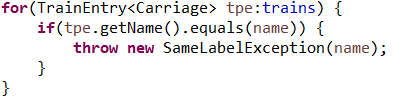 for(TrainEntry<Carriage> tpe:trains) {
    if(tpe.getName().equals(name)) {
        throw new SameLabelException(name);
    }
}